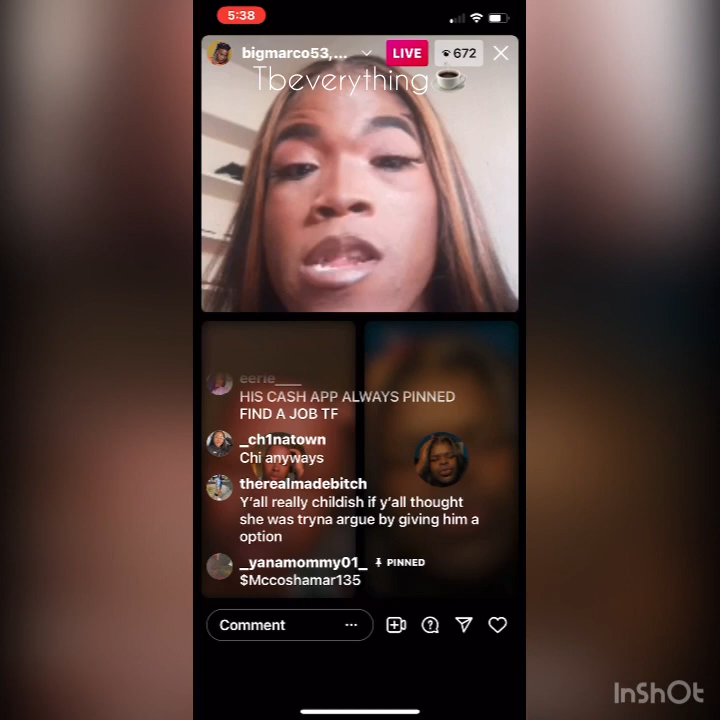 5:38
bigmarco53,...
LIVE
672
Tbeverything
eerie____
HIS CASH APP ALWAYS PINNED
FIND A JOB TF
_ch1natown
Chi anyways
therealmadebitch
Y'all really childish if y'all thought
she was tryna argue by giving him a
option
_yanamommy01_ PINNED
$Mccoshamar135
Comment ...
InShOt